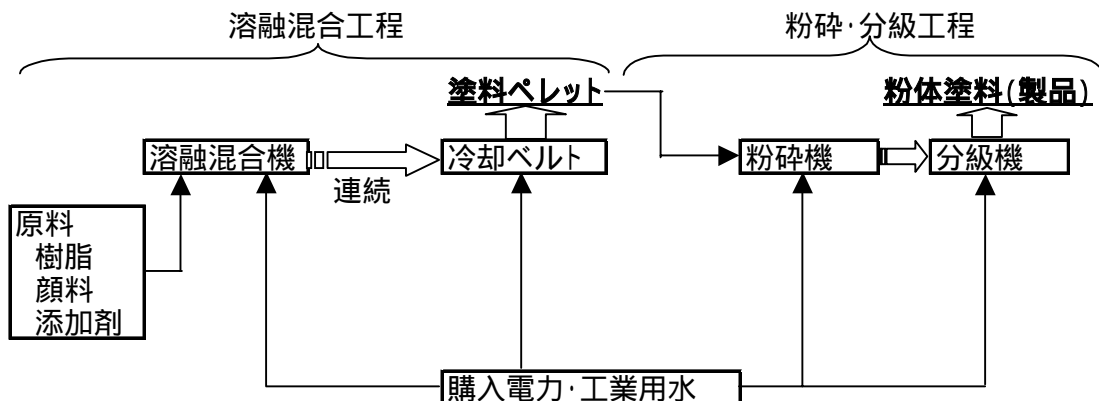 溶融混合工程
粉砕・分級工程
塗料ペレット
粉体塗料(製品)
溶融混合機
冷却ベルト
粉砕機
分級機
連続
原料
樹脂
顔料
添加剤
購入電力・工業用水